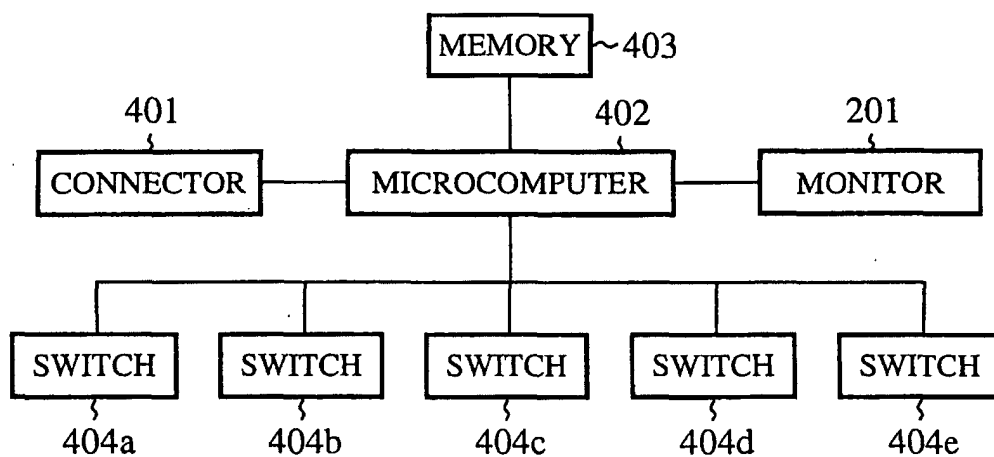 MEMORY 403
401 402 201
CONNECTOR MICROCOMPUTER MONITOR
SWITCH SWITCH SWITCH SWITCH SWITCH
404a 404b 404c 404d 404e